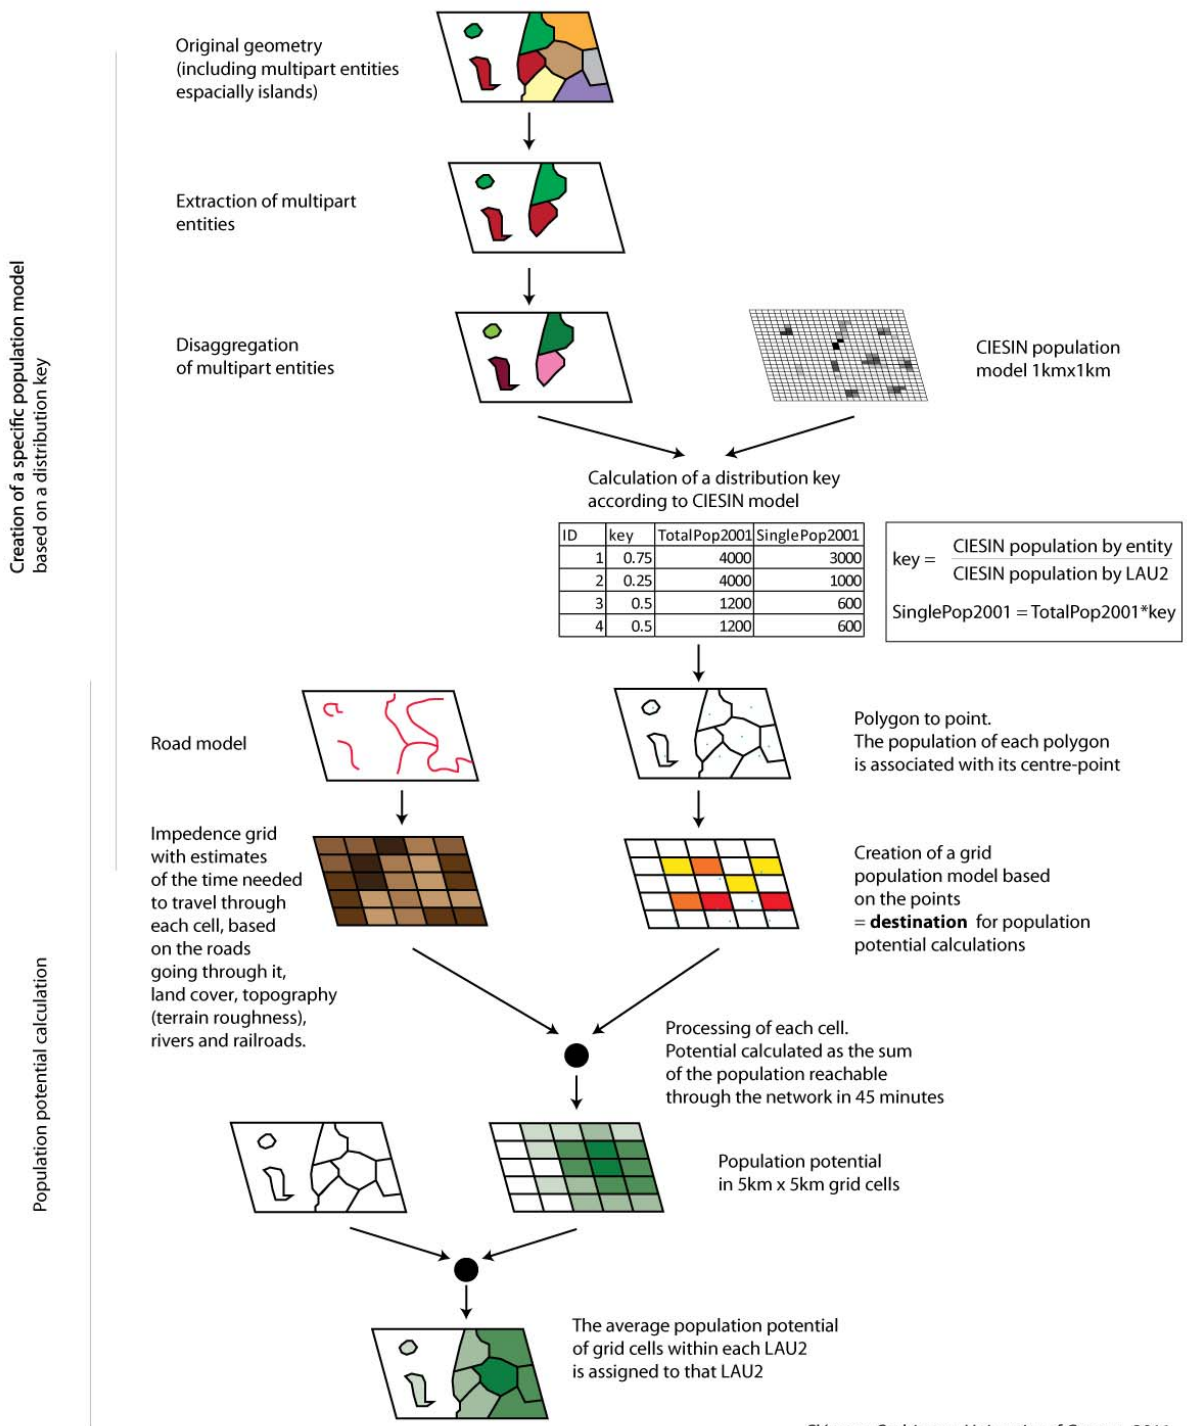 Original geometry
(including multipart entities
espacially islands)
Extraction of multipart
entities
Disaggregation
of multipart entities
CIESIN population
model 1kmx1km
Creation of a specific population model
based on a distribution key
Calculation of a distribution key
according to CIESIN model
ID key TotalPop2001 SinglePop2001
1 0.75 4000 3000
2 0.25 4000 1000
3 0.5 1200 600
4 0.5 1200 600
key = CIESIN population by entity
CIESIN population by LAU2
SinglePop2001 = TotalPop2001*key
Road model
Polygon to point.
The population of each polygon
is associated with its centre-point
Impedence grid
with estimates
of the time needed
to travel through
each cell, based
on the roads
going through it,
land cover, topography
(terrain roughness),
rivers and railroads.
Creation of a grid
population model based
on the points
= destination for population
potential calculations
Population potential calculation
Processing of each cell.
Potential calculated as the sum
of the population reachable
through the network in 45 minutes
Population potential
in 5km x 5km grid cells
The average population potential
of grid cells within each LAU2
is assigned to that LAU2